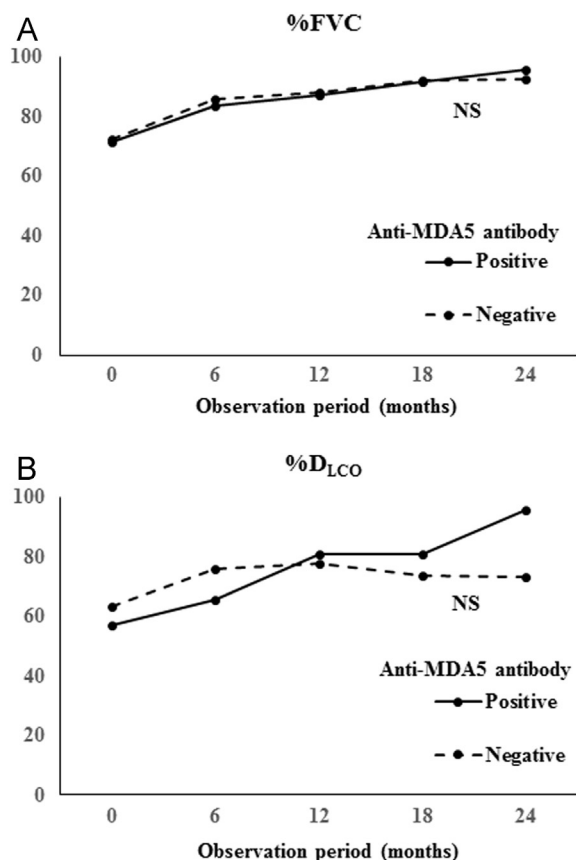 A
%FVC
100
80
60
40
20
0
NS
Anti-MDA5 antibody
Positive
Negative
0 6 12 18 24
Observation period (months)
B
%DLCO
100
80
60
40
20
0
NS
Anti-MDA5 antibody
Positive
Negative
0 6 12 18 24
Observation period (months)